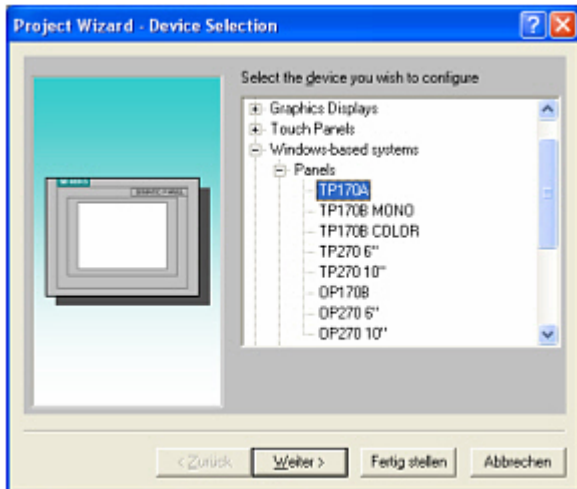 Project Wizard - Device Selection
Select the device you wish to configure
Graphics Displays
Touch Panels
Windows-based systems
Panels
TP170A
TP170B MONO
TP170B COLOR
TP270 6"
TP270 10"
OP170B
OP270 6"
OP270 10"
< Zurück
Weiter >
Fertig stellen
Abbrechen